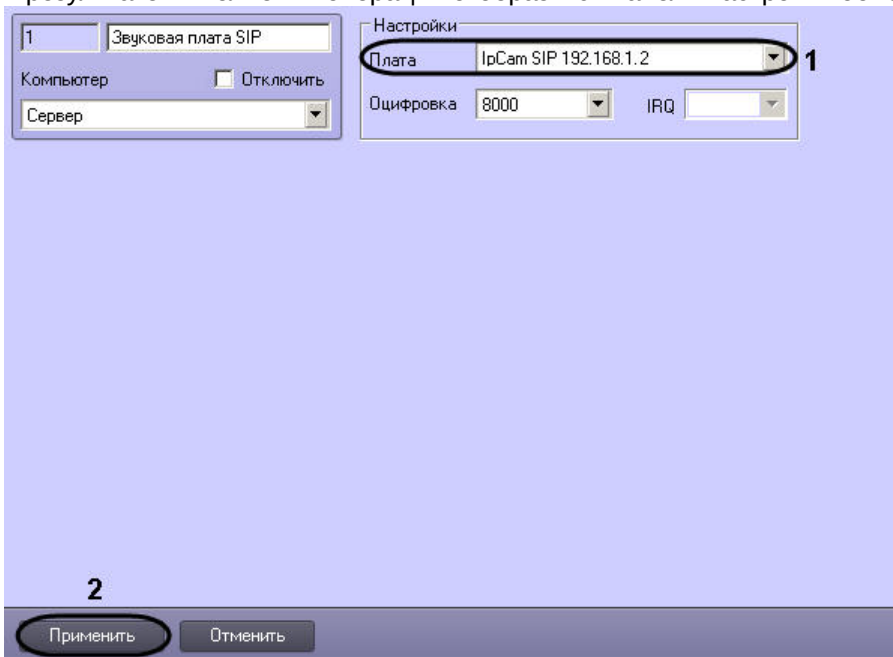 1 Звуковая плата SIP
Компьютер Отключить
Сервер
Настройки
Плата IpCam SIP 192.168.1.2 1
Оцифровка 8000 IRQ
2
Применить Отменить